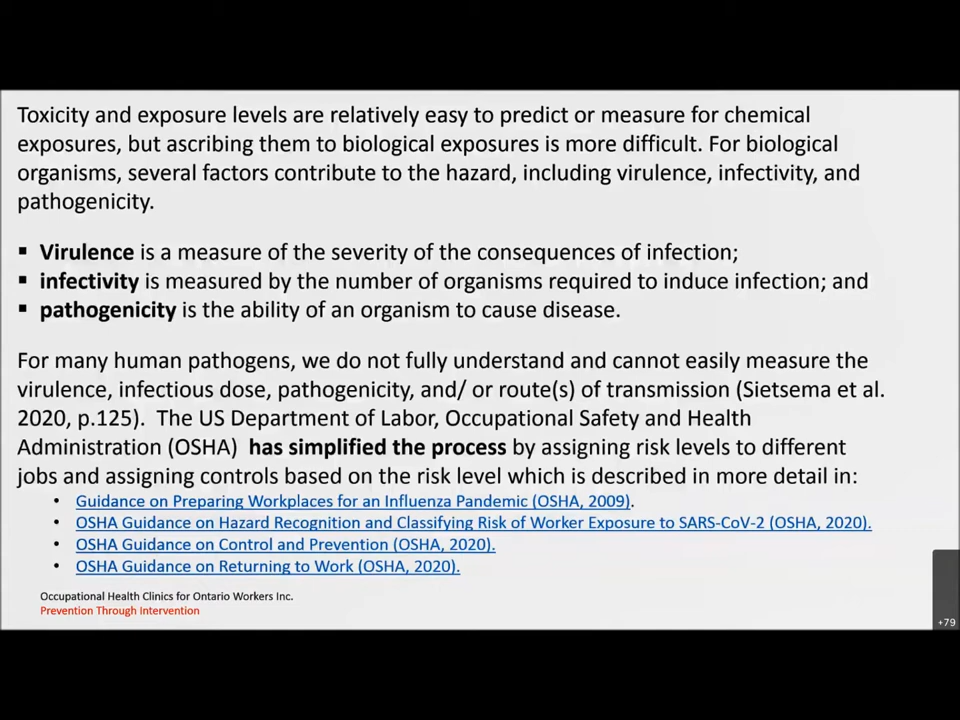 Toxicity and exposure levels are relatively easy to predict or measure for chemical
exposures, but ascribing them to biological exposures is more difficult. For biological
organisms, several factors contribute to the hazard, including virulence, infectivity, and
pathogenicity.
▪ Virulence is a measure of the severity of the consequences of infection;
▪ infectivity is measured by the number of organisms required to induce infection; and
▪ pathogenicity is the ability of an organism to cause disease.
For many human pathogens, we do not fully understand and cannot easily measure the
virulence, infectious dose, pathogenicity, and/ or route(s) of transmission (Sietsema et al.
2020, p.125). The US Department of Labor, Occupational Safety and Health
Administration (OSHA) has simplified the process by assigning risk levels to different
jobs and assigning controls based on the risk level which is described in more detail in:
• Guidance on Preparing Workplaces for an Influenza Pandemic (OSHA, 2009).
• OSHA Guidance on Hazard Recognition and Classifying Risk of Worker Exposure to SARS-CoV-2 (OSHA, 2020).
• OSHA Guidance on Control and Prevention (OSHA, 2020).
• OSHA Guidance on Returning to Work (OSHA, 2020).
Occupational Health Clinics for Ontario Workers Inc.
Prevention Through Intervention
+79